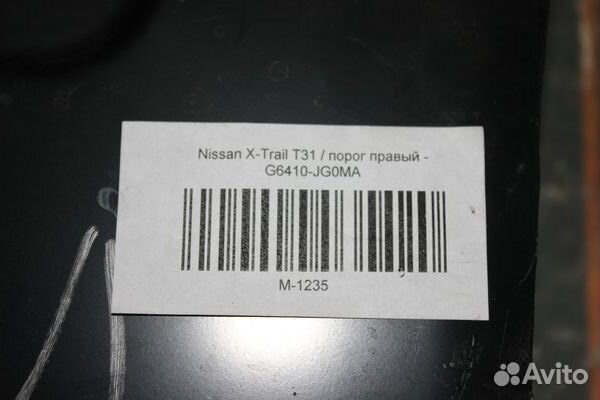 Nissan X-Trail T31 / порог правый -
G6410-JG0MA
M-1235
Avito